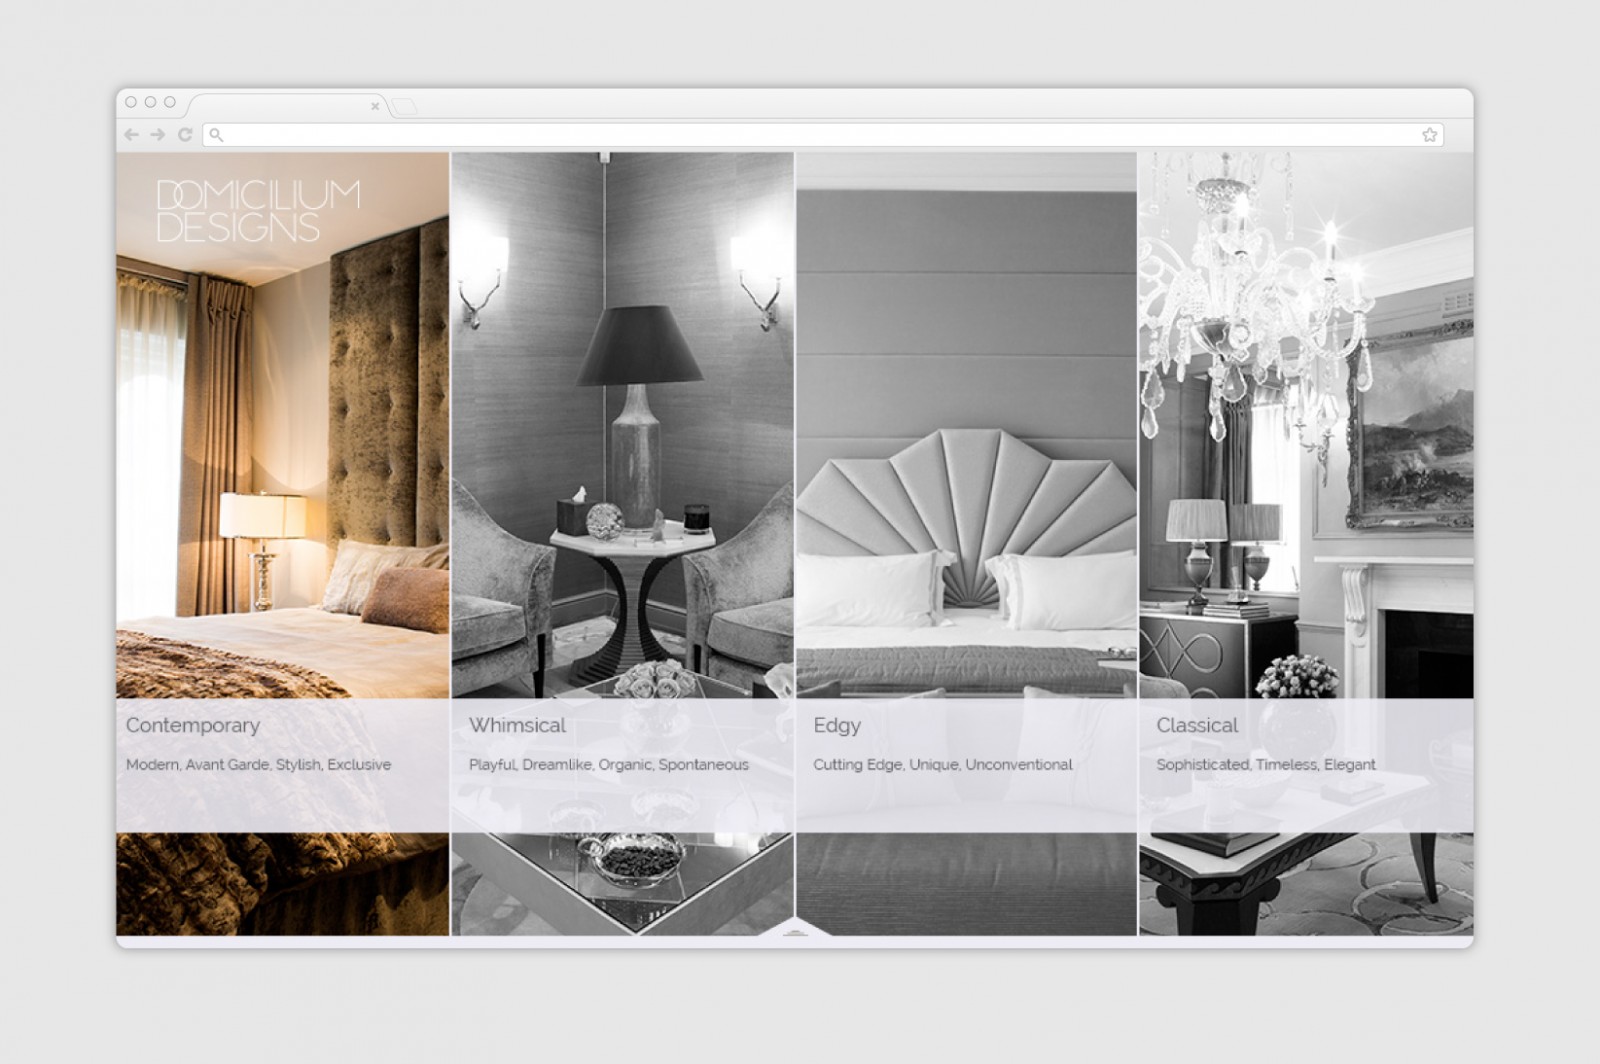 DOMICILIUM
DESIGNS
Contemporary
Modern, Avant Garde, Stylish, Exclusive
Whimsical
Playful, Dreamlike, Organic, Spontaneous
Edgy
Cutting Edge, Unique, Unconventional
Classical
Sophisticated, Timeless, Elegant